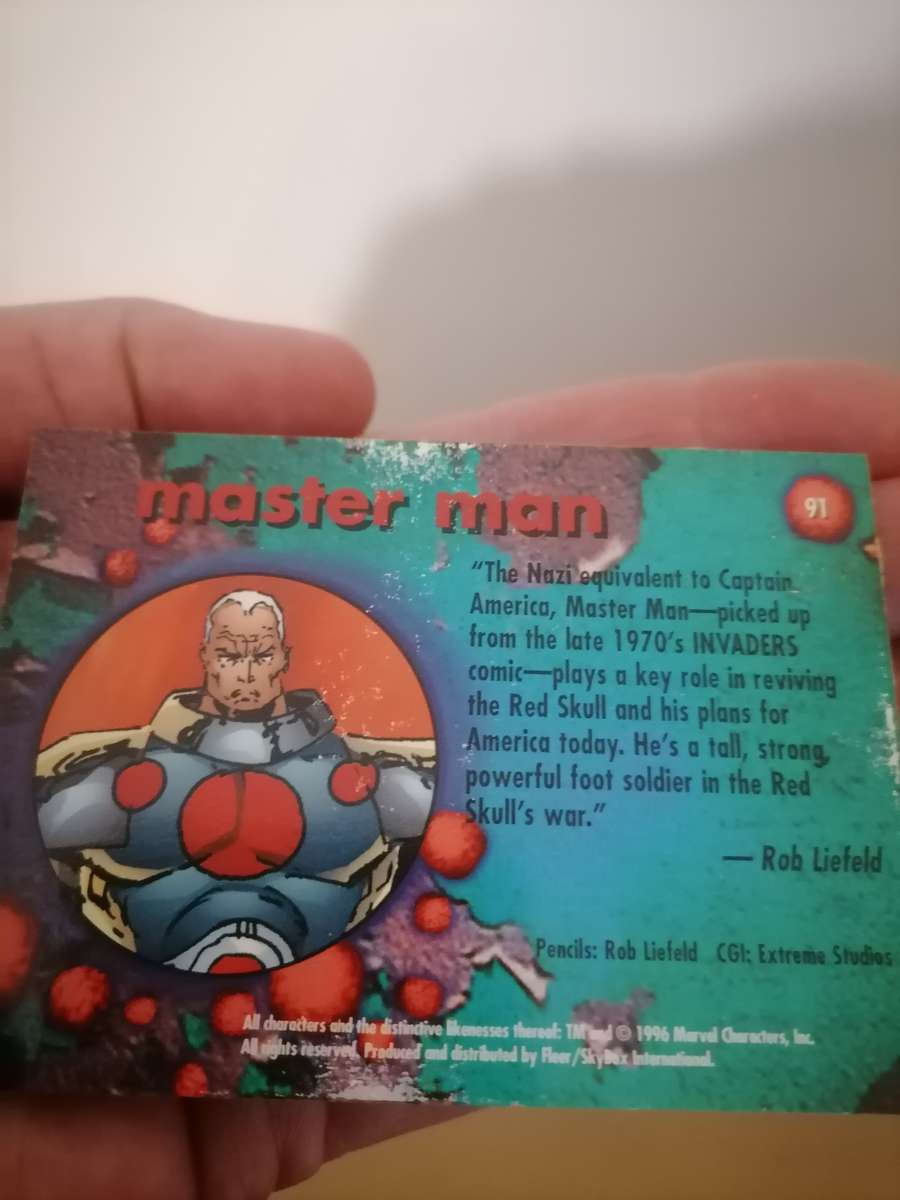 master man
91
"The Nazi equivalent to Captain
America, Master Man—picked up
from the late 1970's INVADERS
comic—plays a key role in reviving
the Red Skull and his plans for
America today. He's a tall, strong,
powerful foot soldier in the Red
Skull's war."
— Rob Liefeld
Pencils: Rob Liefeld CGI: Extreme Studios
All characters and the distinctive likenesses thereof: TM and © 1996 Marvel Characters, Inc.
All rights reserved. Produced and distributed by Fleer/SkyBox International.